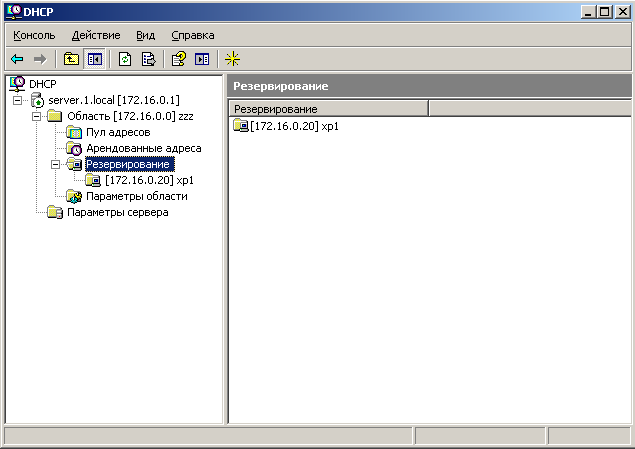 DHCP
Консоль Действие Вид Справка
DHCP
server.1.local [172.16.0.1]
Область [172.16.0.0] zzz
Пул адресов
Арендованные адреса
Резервирование
[172.16.0.20] xp1
Параметры области
Параметры сервера
Резервирование
Резервирование
[172.16.0.20] xp1